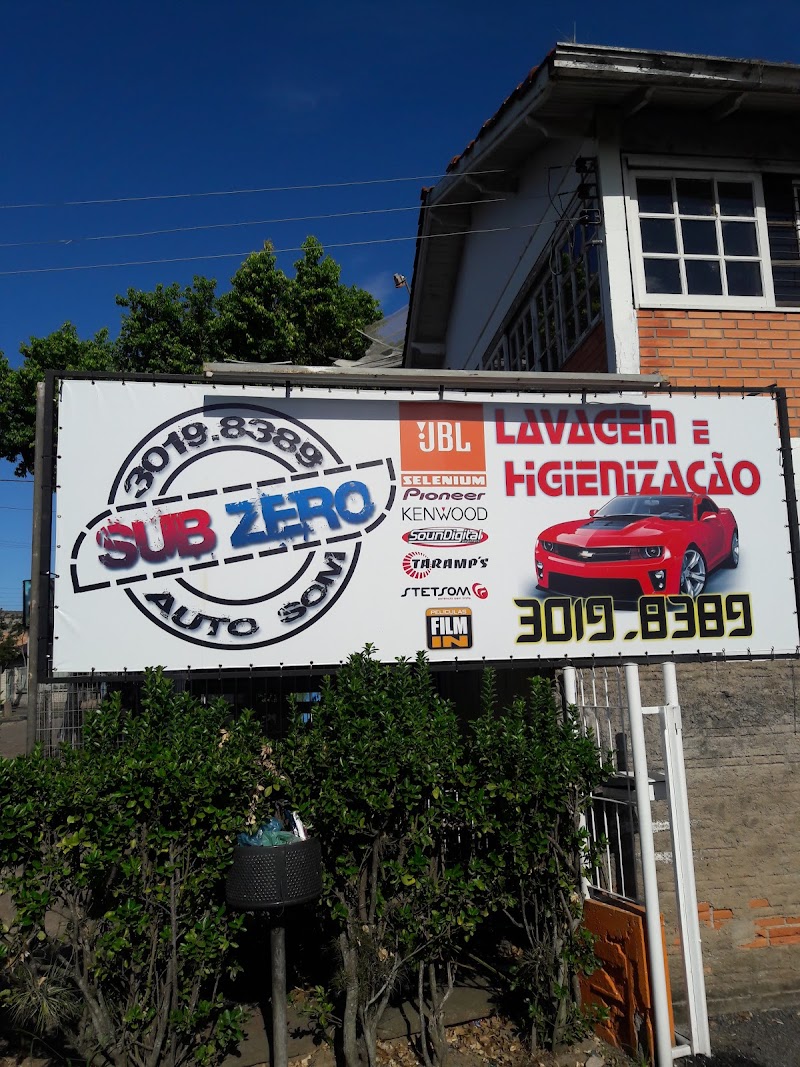 3019.8389
SUB ZERO
AUTO SOM
JBL
SELENIUM
Pioneer
KENWOOD
SounDigital
TARAMP'S
STETSOM
PELICULAS
FILM
IN
LAVAGEM E
HIGIENIZAÇÃO
3019.8389